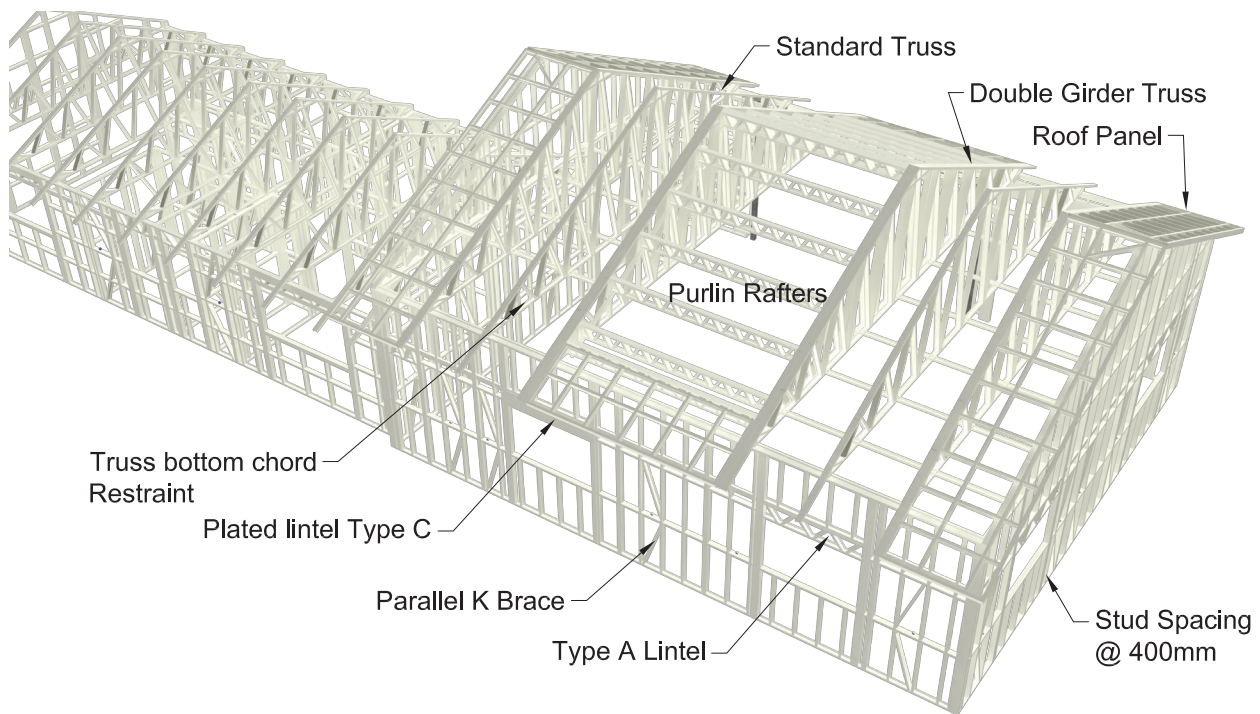 Standard Truss
Double Girder Truss
Roof Panel
Purlin Rafters
Truss bottom chord
Restraint
Plated lintel Type C
Parallel K Brace
Type A Lintel
Stud Spacing
@ 400mm